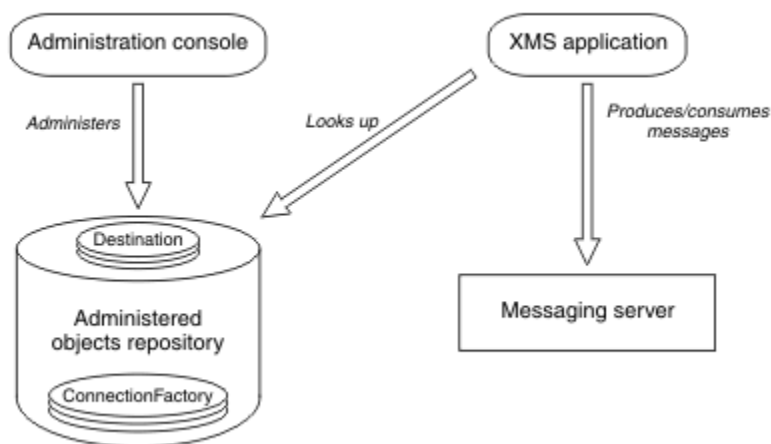 Administration console
XMS application
Administers
Looks up
Produces/consumes
messages
Destination
Administered
objects repository
ConnectionFactory
Messaging server